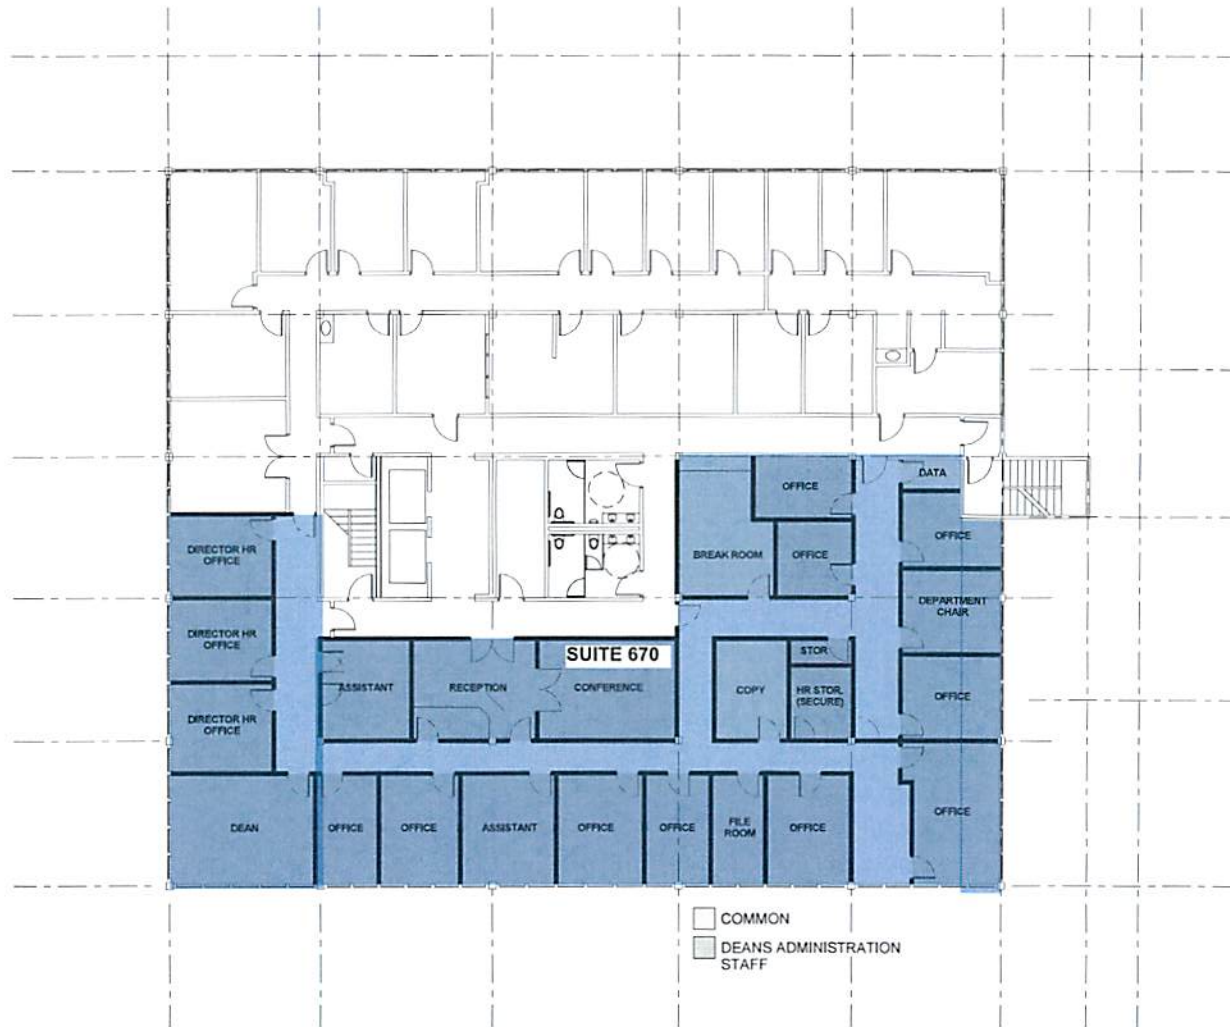 DATA
OFFICE
OFFICE
DIRECTOR HR
OFFICE
BREAK ROOM
OFFICE
DEPARTMENT
CHAIR
DIRECTOR HR
OFFICE
SUITE 670
STOR
ASSISTANT
RECEPTION
CONFERENCE
COPY
HR STOR.
(SECURE)
OFFICE
DIRECTOR HR
OFFICE
DEAN
OFFICE
OFFICE
ASSISTANT
OFFICE
OFFICE
FILE
ROOM
OFFICE
OFFICE
COMMON
DEANS ADMINISTRATION
STAFF